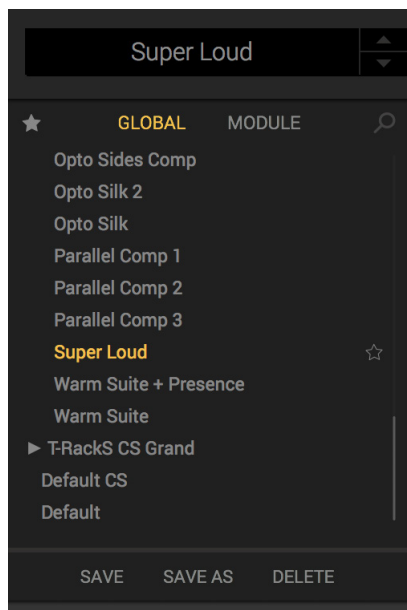 Super Loud
GLOBAL MODULE
Opto Sides Comp
Opto Silk 2
Opto Silk
Parallel Comp 1
Parallel Comp 2
Parallel Comp 3
Super Loud
Warm Suite + Presence
Warm Suite
T-RackS CS Grand
Default CS
Default
SAVE SAVE AS DELETE